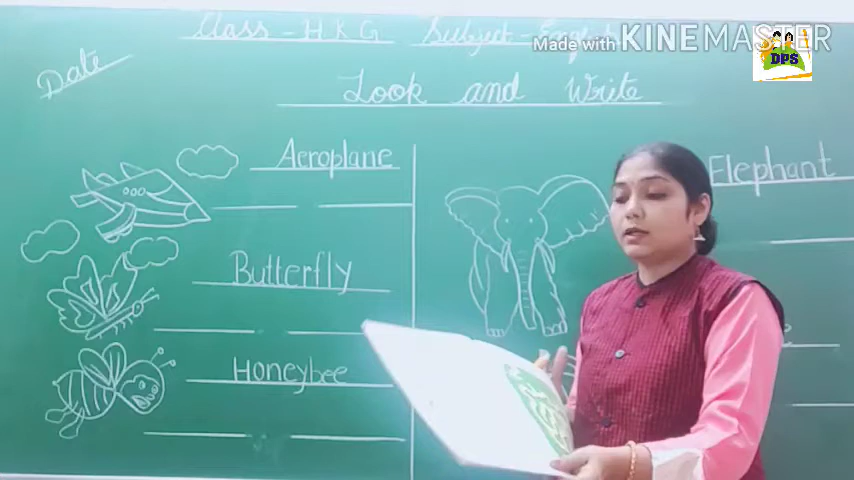 Class - H.K.G Subject -
Made with KINEMASTER
DPS
Date
Look and Write
Aeroplane
Butterfly
Honeybee
Elephant